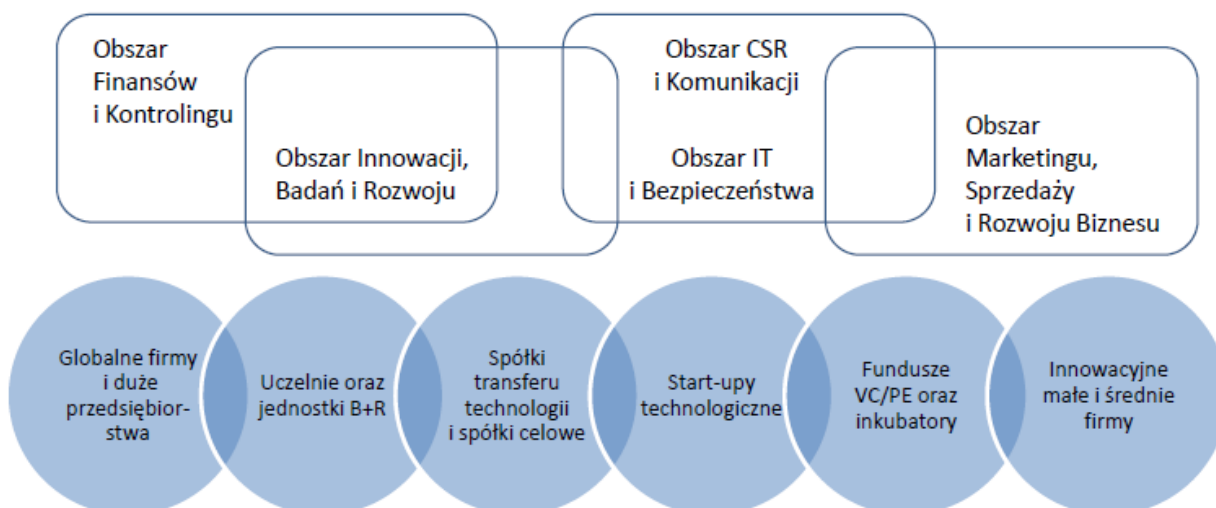 Obszar
Finansów
i Kontrolingu
Obszar Innowacji,
Badań i Rozwoju
Obszar CSR
i Komunikacji
Obszar IT
i Bezpieczeństwa
Obszar
Marketingu,
Sprzedaży
i Rozwoju Biznesu
Globalne firmy
i duże
przedsiębior-
stwa
Uczelnie oraz
jednostki B+R
Spółki
transferu
technologii
i spółki celowe
Start-upy
technologiczne
Fundusze
VC/PE oraz
inkubatory
Innowacyjne
małe i średnie
firmy